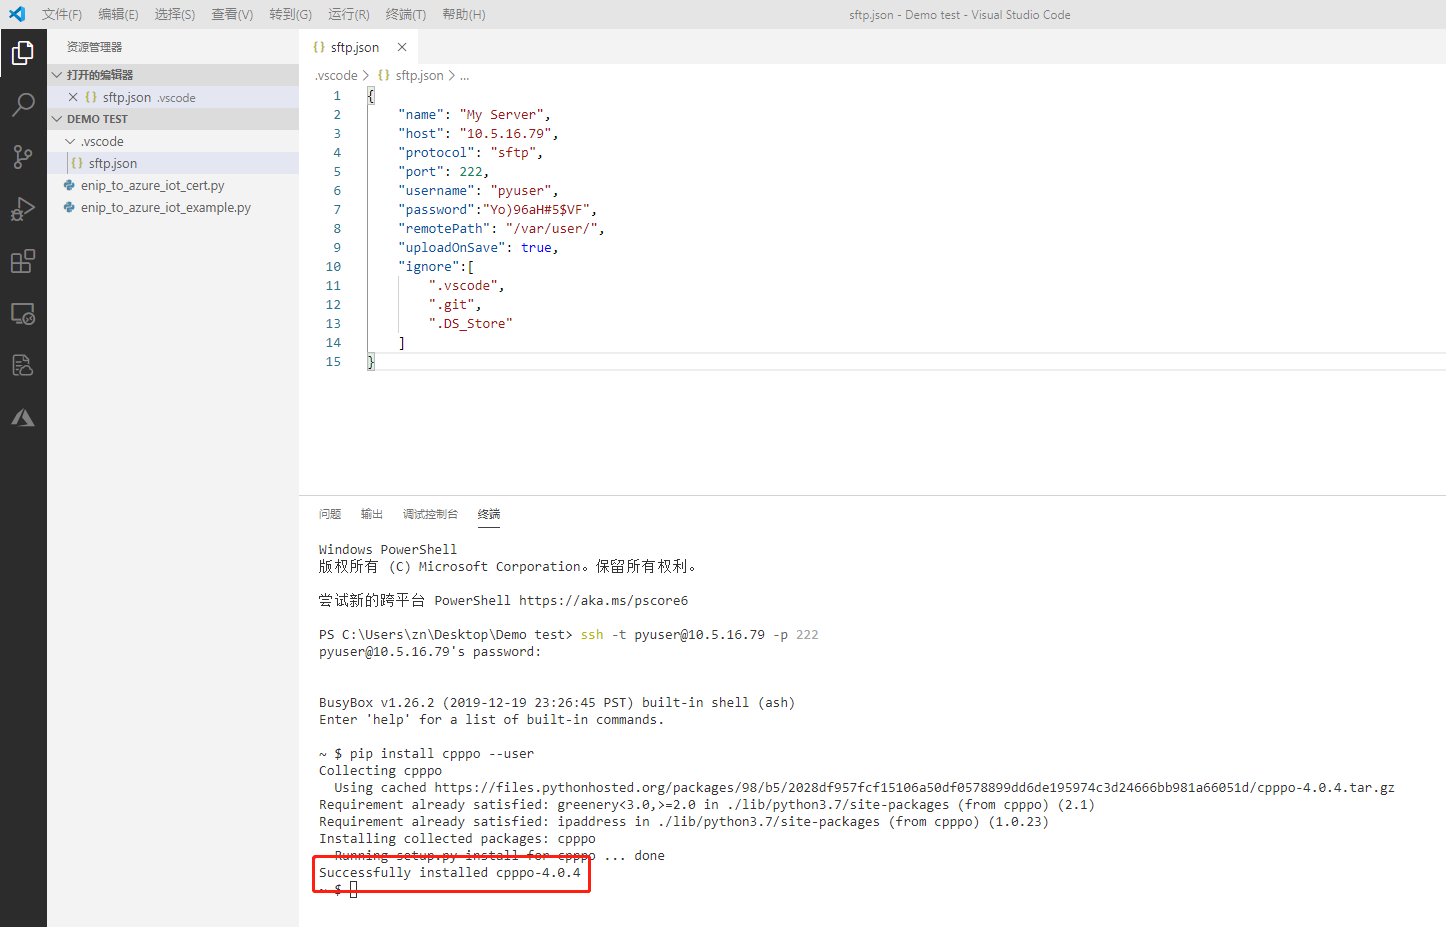 文件(F) 编辑(E) 选择(S) 查看(V) 转到(G) 运行(R) 终端(T) 帮助(H) sftp.json - Demo test - Visual Studio Code
资源管理器
打开的编辑器
sftp.json .vscode
DEMO TEST
.vscode
sftp.json
enip_to_azure_iot_cert.py
enip_to_azure_iot_example.py
{} sftp.json
.vscode > {} sftp.json > ...
1 {
2 "name": "My Server",
3 "host": "10.5.16.79",
4 "protocol": "sftp",
5 "port": 222,
6 "username": "pyuser",
7 "password":"Yo)96aH#5$VF",
8 "remotePath": "/var/user/",
9 "uploadOnSave": true,
10 "ignore":[
11 ".vscode",
12 ".git",
13 ".DS_Store"
14 ]
15 }
问题 输出 调试控制台 终端
Windows PowerShell
版权所有 (C) Microsoft Corporation。保留所有权利。
尝试新的跨平台 PowerShell https://aka.ms/pscore6
PS C:\Users\zn\Desktop\Demo test> ssh -t pyuser@10.5.16.79 -p 222
pyuser@10.5.16.79's password:
BusyBox v1.26.2 (2019-12-19 23:26:45 PST) built-in shell (ash)
Enter 'help' for a list of built-in commands.
~ $ pip install cpppo --user
Collecting cpppo
Using cached https://files.pythonhosted.org/packages/98/b5/2028df957fcf15106a50df0578899dd6de195974c3d24666bb981a66051d/cpppo-4.0.4.tar.gz
Requirement already satisfied: greenery<3.0,>=2.0 in ./lib/python3.7/site-packages (from cpppo) (2.1)
Requirement already satisfied: ipaddress in ./lib/python3.7/site-packages (from cpppo) (1.0.23)
Installing collected packages: cpppo
Running setup.py install for cpppo ... done
Successfully installed cpppo-4.0.4
~ $